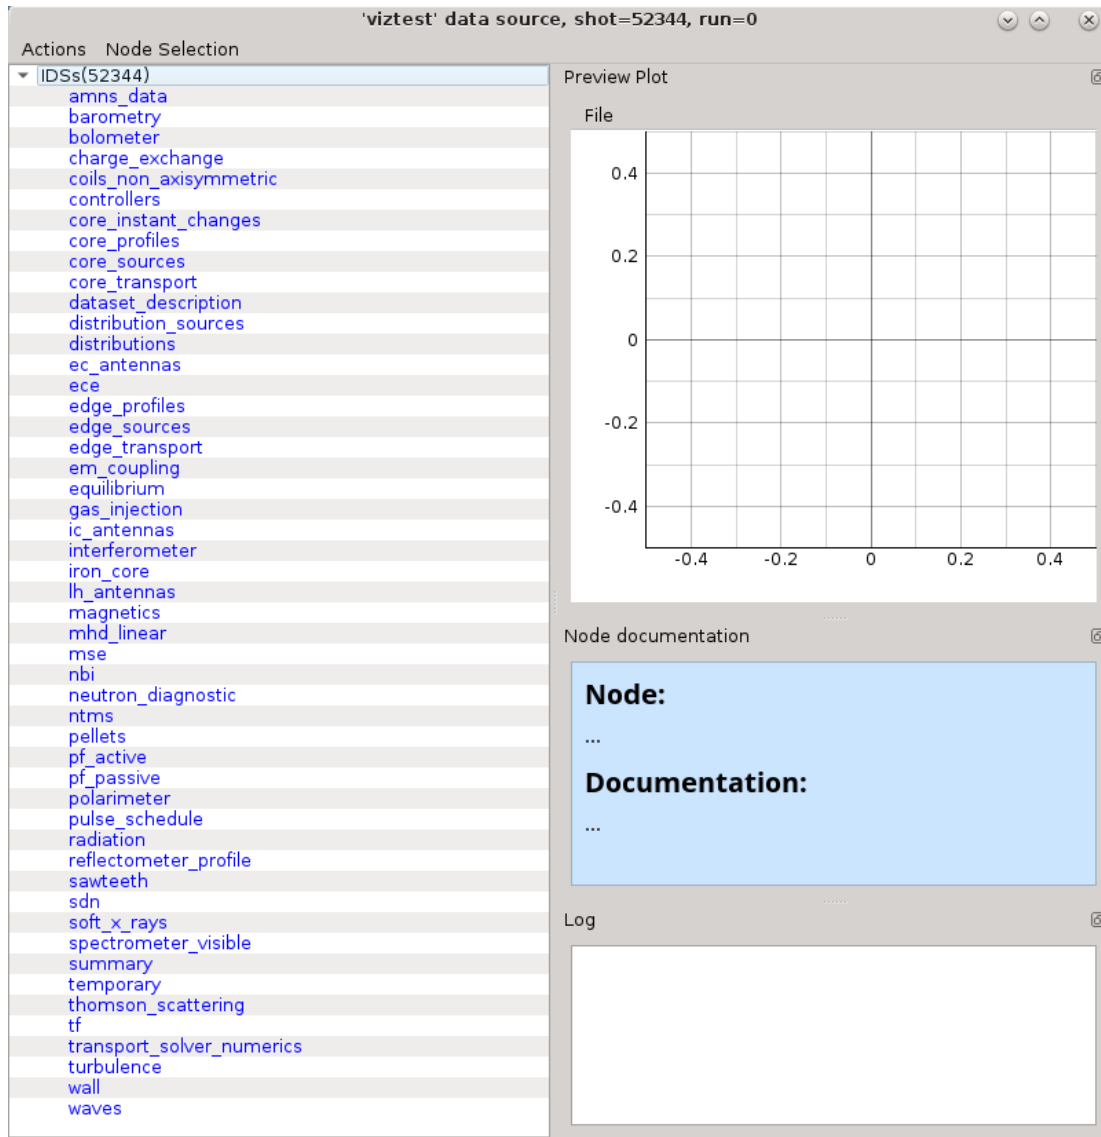 'viztest' data source, shot=52344, run=0
Actions Node Selection
IDSs(52344)
amns_data
barometry
bolometer
charge_exchange
coils_non_axisymmetric
controllers
core_instant_changes
core_profiles
core_sources
core_transport
dataset_description
distribution_sources
distributions
ec_antennas
ece
edge_profiles
edge_sources
edge_transport
em_coupling
equilibrium
gas_injection
ic_antennas
interferometer
iron_core
lh_antennas
magnetics
mhd_linear
mse
nbi
neutron_diagnostic
ntms
pellets
pf_active
pf_passive
polarimeter
pulse_schedule
radiation
reflectometer_profile
sawteeth
sdn
soft_x_rays
spectrometer_visible
summary
temporary
thomson_scattering
tf
transport_solver_numerics
turbulence
wall
waves
Preview Plot
File
0.4
0.2
0
-0.2
-0.4
-0.4 -0.2 0 0.2 0.4
Node documentation
Node:
...
Documentation:
...
Log